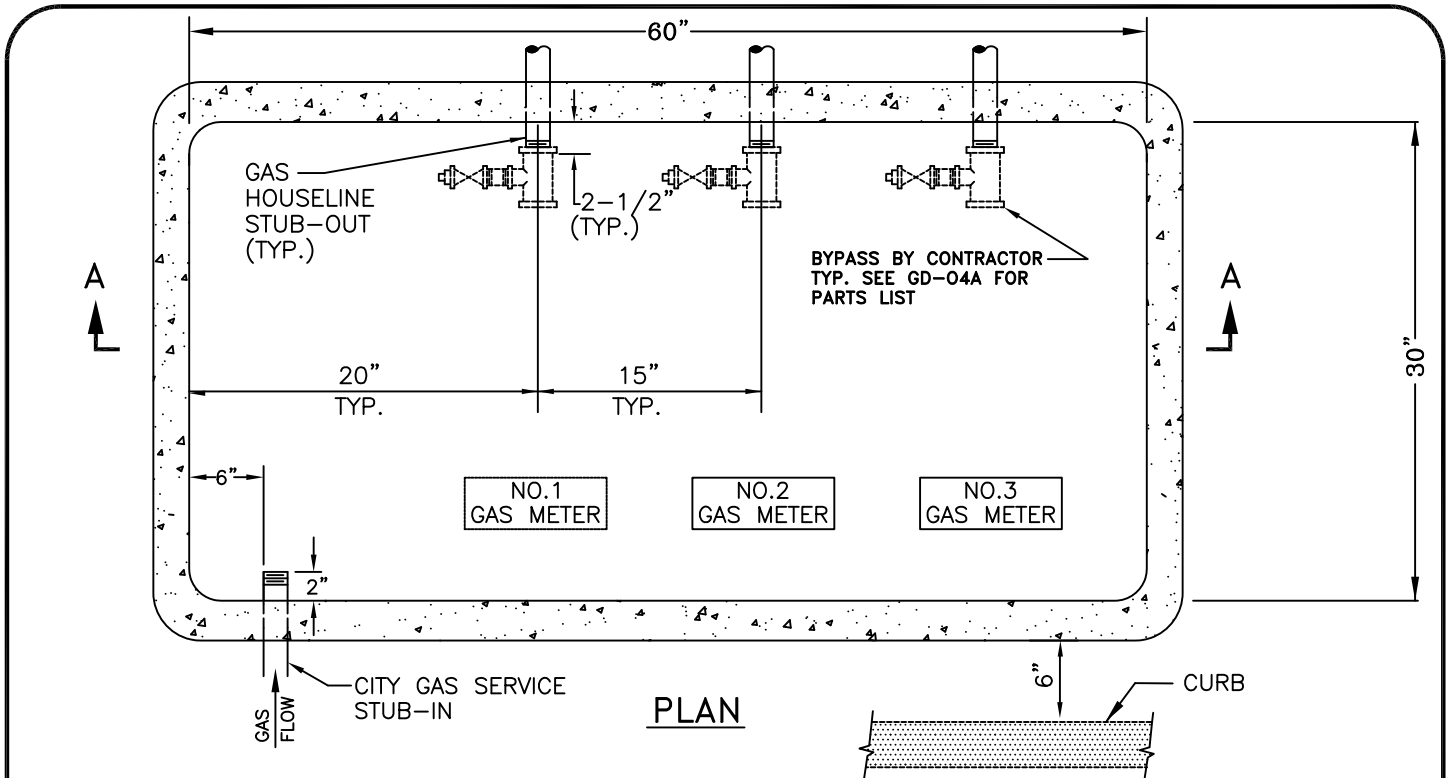 60”
GAS
HOUSELINE
STUB-OUT
(TYP.)
2-1/2”
(TYP.)
BYPASS BY CONTRACTOR
TYP. SEE GD-04A FOR
PARTS LIST
A
A
30”
20”
TYP.
15”
TYP.
6”
NO.1
GAS METER
NO.2
GAS METER
NO.3
GAS METER
2”
CITY GAS SERVICE
STUB-IN
GAS
FLOW
PLAN
6”
CURB